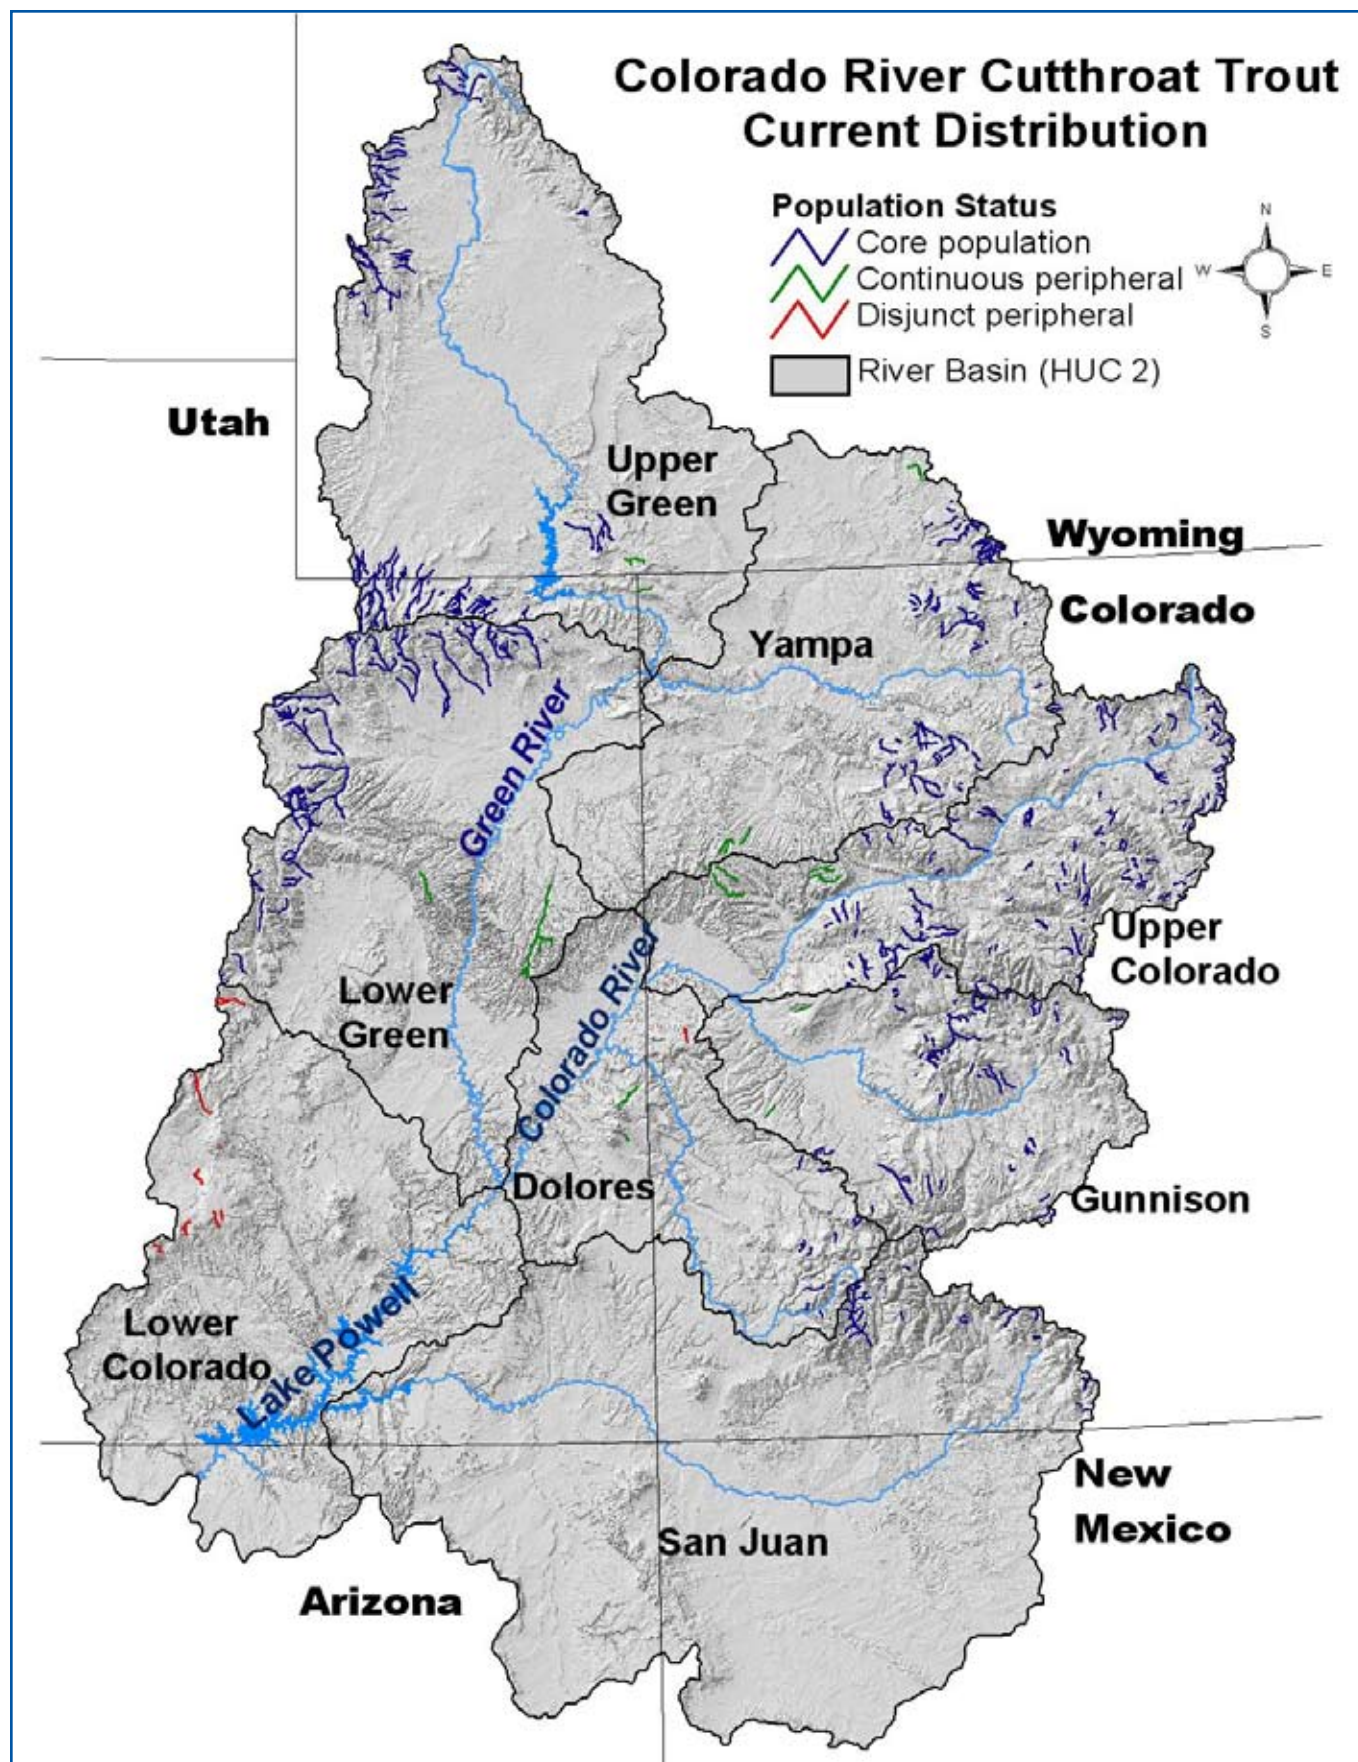 Colorado River Cutthroat Trout
Current Distribution
Population Status
Core population
Continuous peripheral
Disjunct peripheral
River Basin (HUC 2)
N
W
E
S
Utah
Upper
Green
Wyoming
Colorado
Yampa
Green River
Upper
Colorado
Lower
Green
Colorado River
Dolores
Gunnison
Lower
Colorado
Lake Powell
New
Mexico
San Juan
Arizona